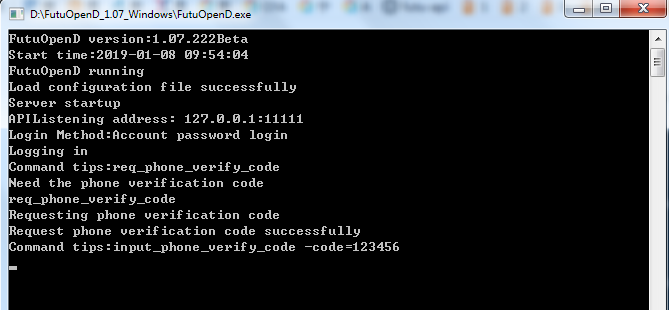 D:\FutuOpenD_1.07_Windows\FutuOpenD.exe
FutuOpenD version:1.07.222Beta
Start time:2019-01-08 09:54:04
FutuOpenD running
Load configuration file successfully
Server startup
APIListening address: 127.0.0.1:11111
Login Method:Account password login
Logging in
Command tips:req_phone_verify_code
Need the phone verification code
req_phone_verify_code
Requesting phone verification code
Request phone verification code successfully
Command tips:input_phone_verify_code -code=123456